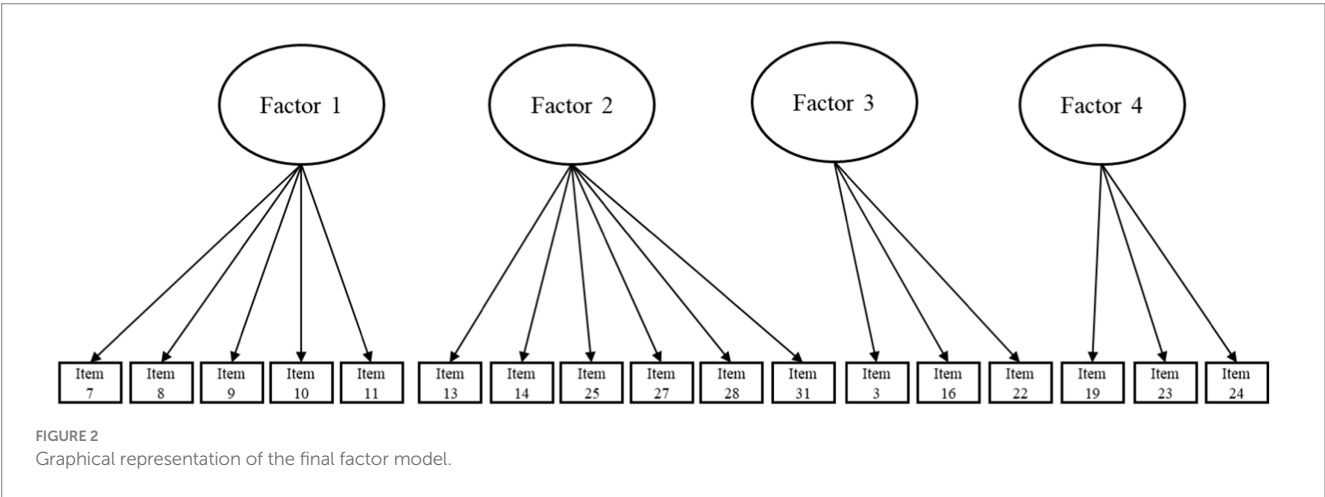 Factor 1
Factor 2
Factor 3
Factor 4
Item
7
Item
8
Item
9
Item
10
Item
11
Item
13
Item
14
Item
25
Item
27
Item
28
Item
31
Item
3
Item
16
Item
22
Item
19
Item
23
Item
24
FIGURE 2
Graphical representation of the final factor model.